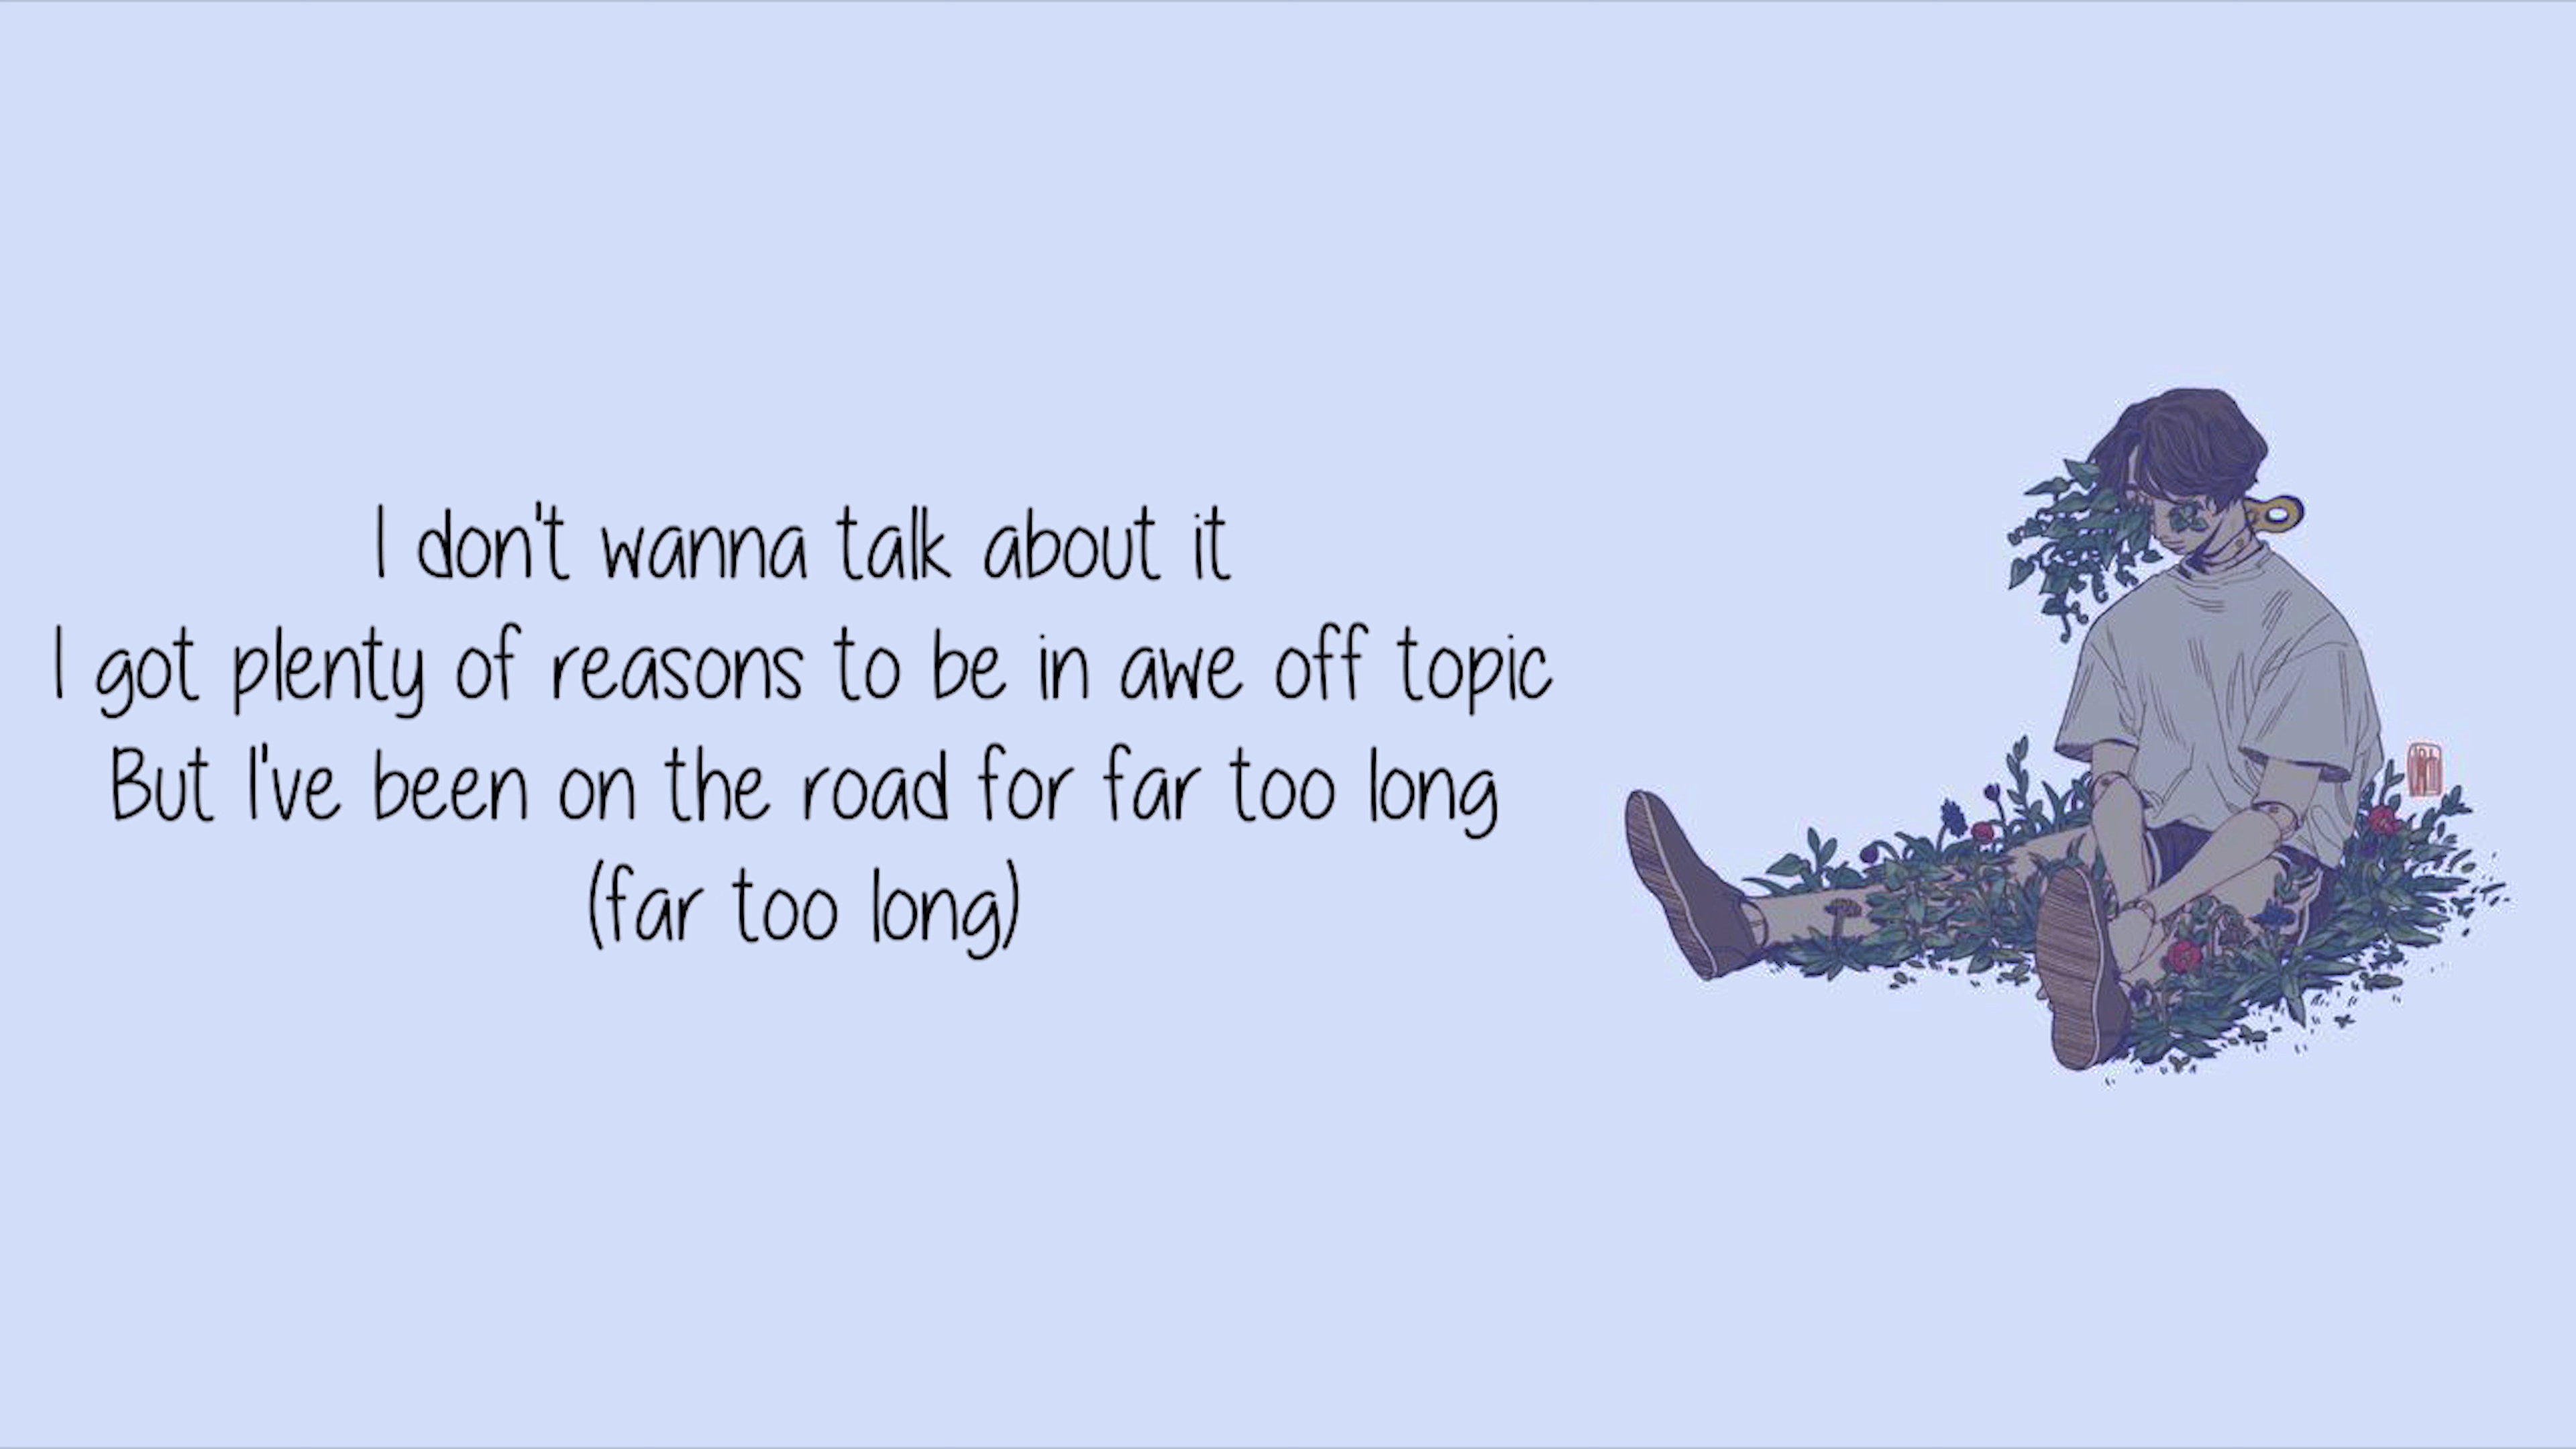 I don't wanna talk about it
I got plenty of reasons to be in awe off topic
But I've been on the road for far too long
(far too long)